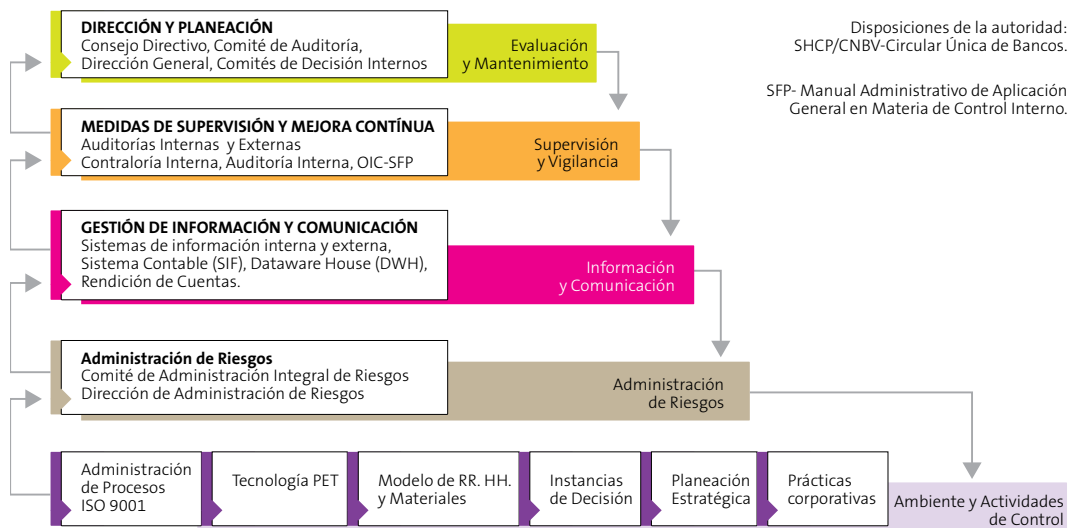 DIRECCIÓN Y PLANEACIÓN
Consejo Directivo, Comité de Auditoría,
Dirección General, Comités de Decisión Internos
Evaluación
y Mantenimiento
Disposiciones de la autoridad:
SHCP/CNBV-Circular Única de Bancos.
SFP- Manual Administrativo de Aplicación
General en Materia de Control Interno.
MEDIDAS DE SUPERVISIÓN Y MEJORA CONTÍNUA
Auditorías Internas y Externas
Contraloría Interna, Auditoría Interna, OIC-SFP
Supervisión
y Vigilancia
GESTIÓN DE INFORMACIÓN Y COMUNICACIÓN
Sistemas de información interna y externa,
Sistema Contable (SIF), Dataware House (DWH),
Rendición de Cuentas.
Información
y Comunicación
Administración de Riesgos
Comité de Administración Integral de Riesgos
Dirección de Administración de Riesgos
Administración
de Riesgos
Administración
de Procesos
ISO 9001
Tecnología PET
Modelo de RR. HH.
y Materiales
Instancias
de Decisión
Planeación
Estratégica
Prácticas
corporativas
Ambiente y Actividades
de Control